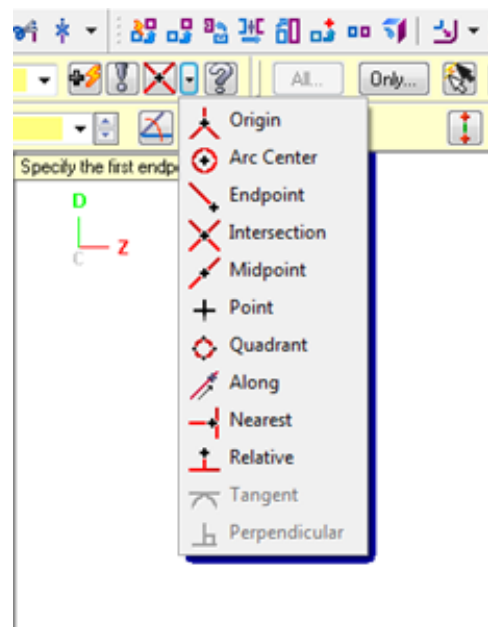 All...
Only...
Specify the first endp
D
Z
C
Origin
Arc Center
Endpoint
Intersection
Midpoint
Point
Quadrant
Along
Nearest
Relative
Tangent
Perpendicular